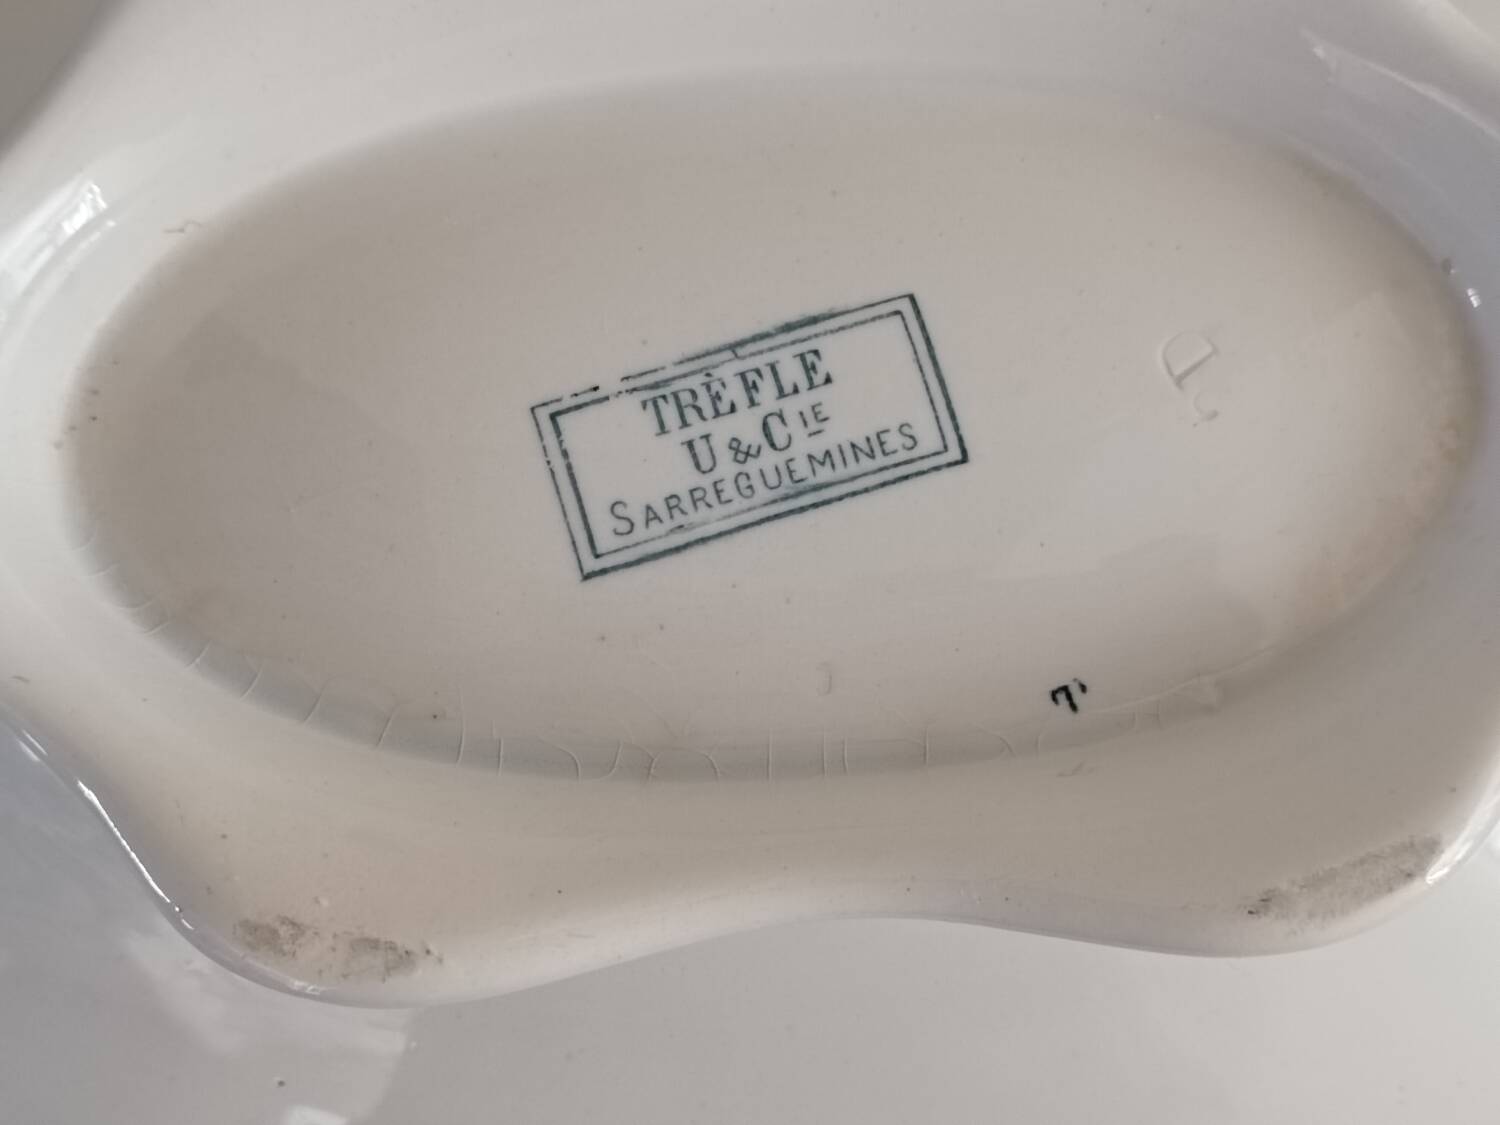 TRÈFLE
U & CIE
SARREGUEMINES
D
7